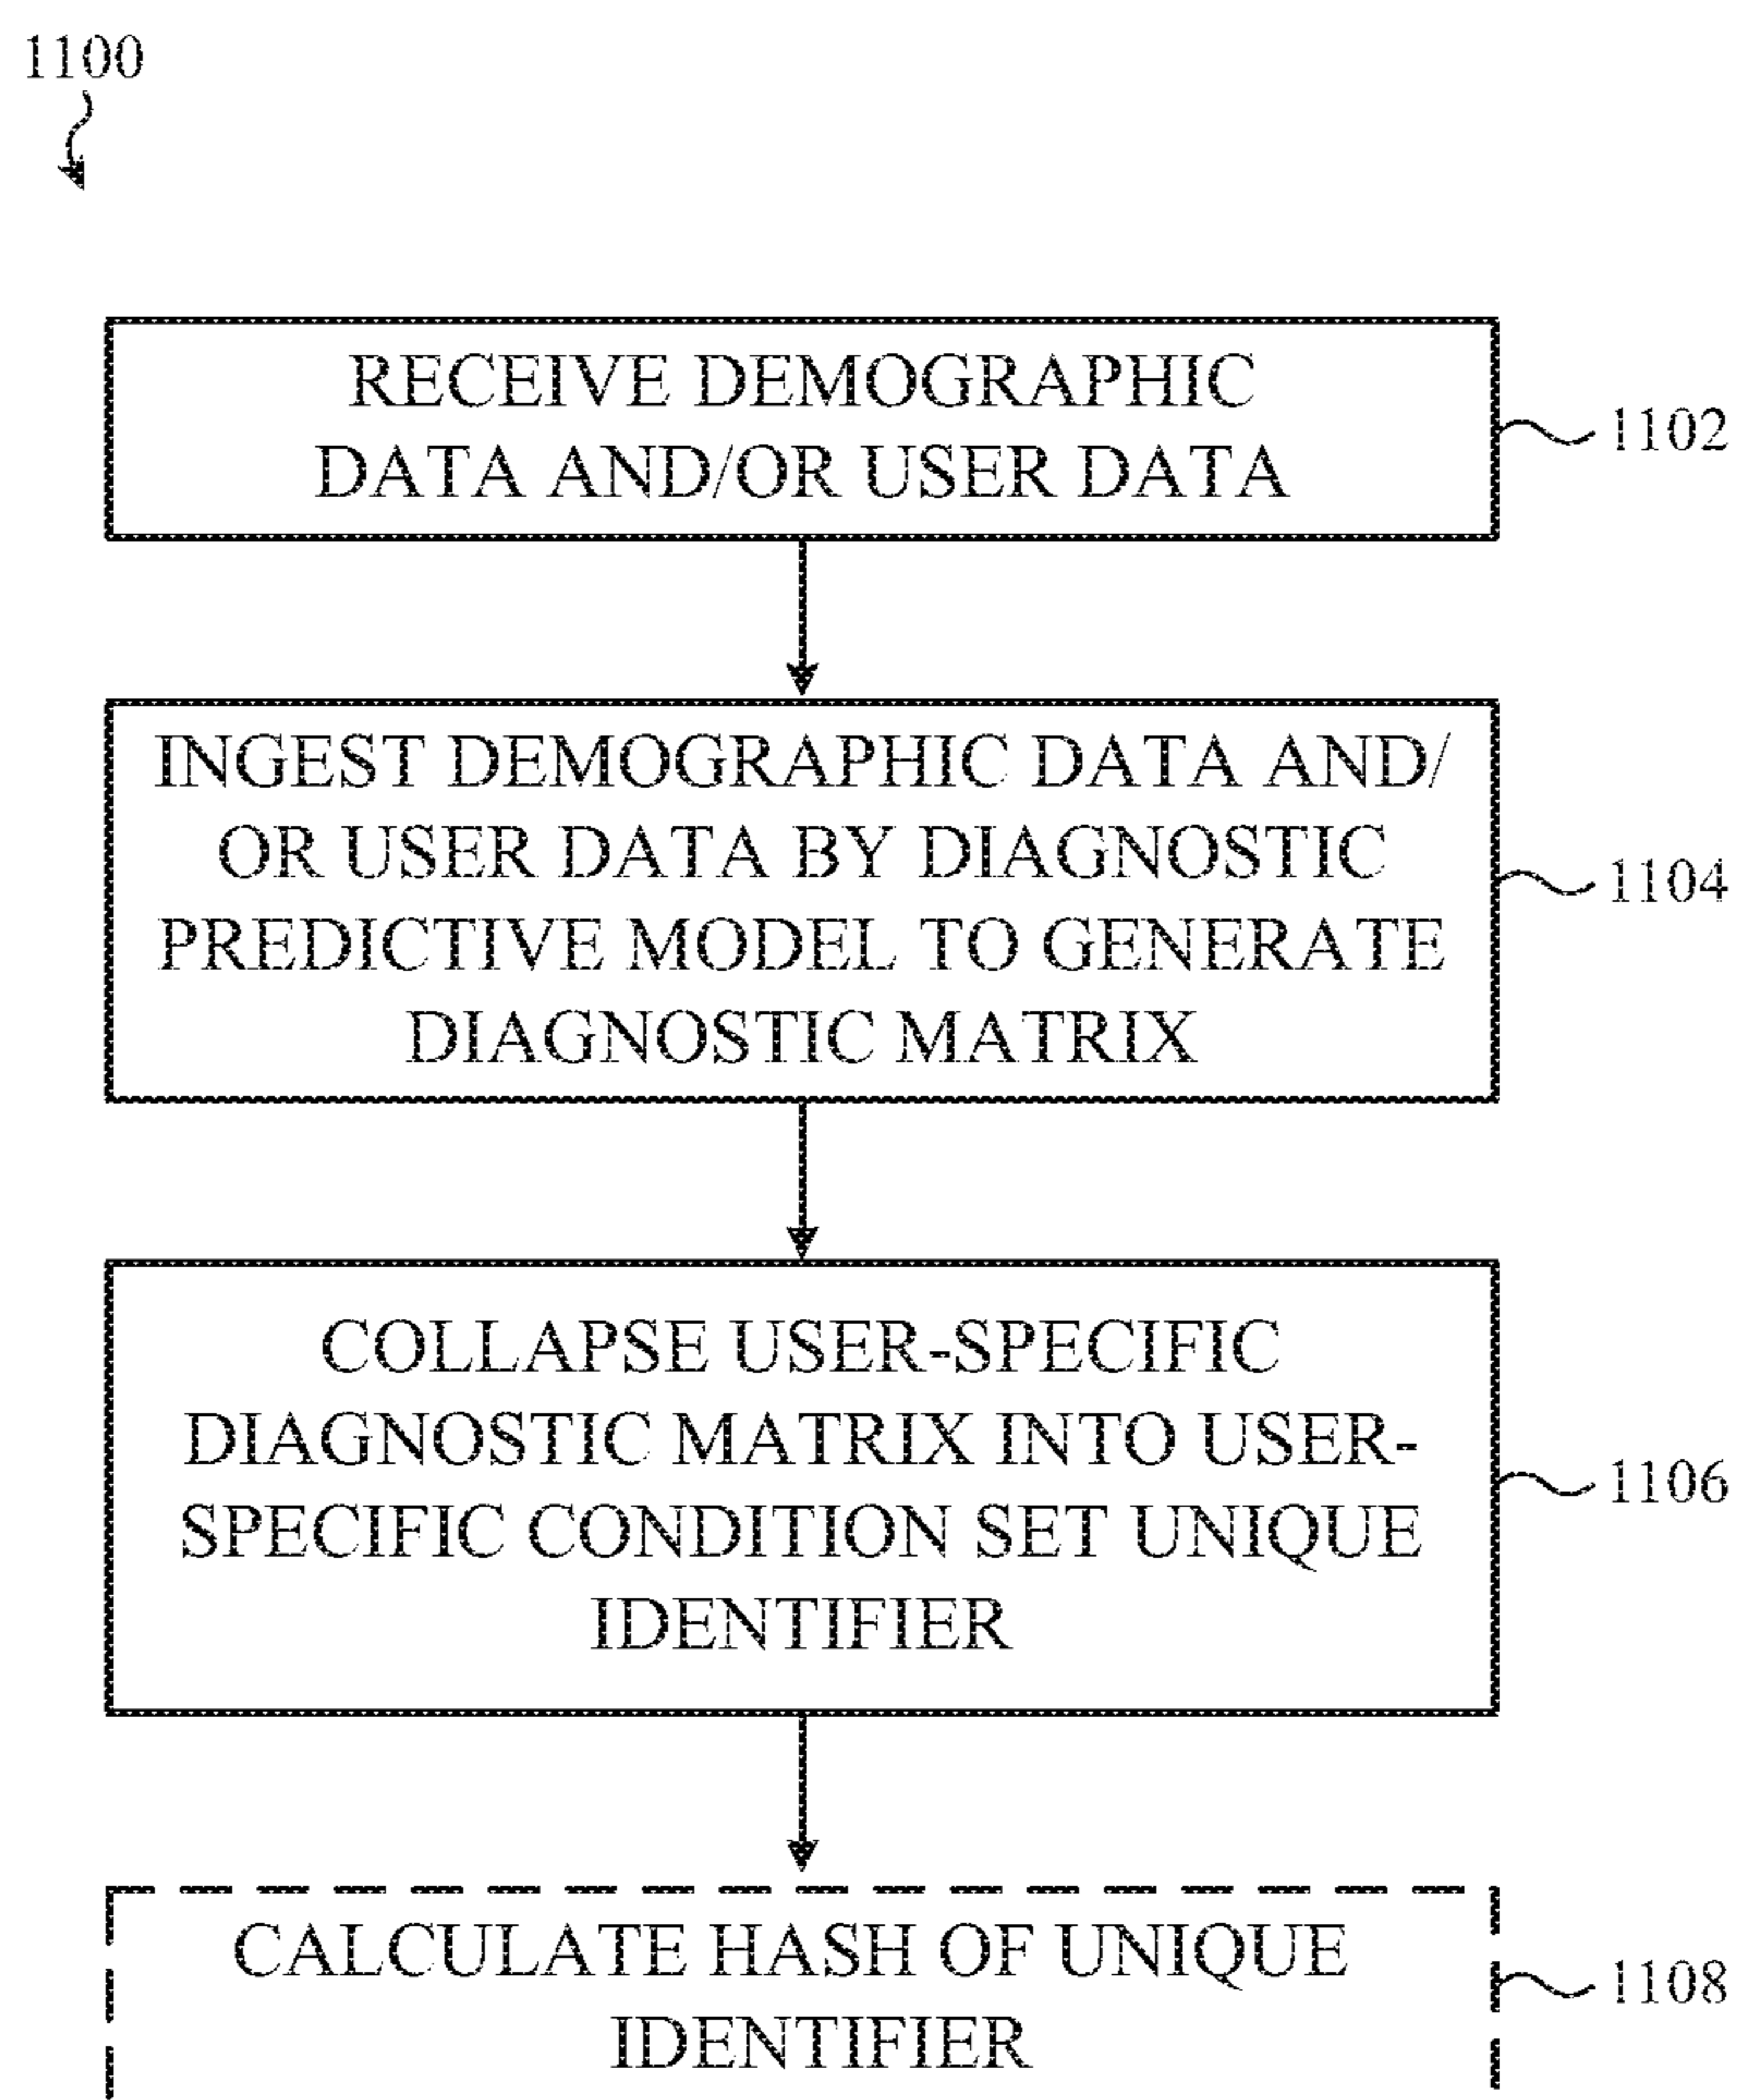 1100
RECEIVE DEMOGRAPHIC
DATA AND/OR USER DATA
1102
INGEST DEMOGRAPHIC DATA AND/
OR USER DATA BY DIAGNOSTIC
PREDICTIVE MODEL TO GENERATE
DIAGNOSTIC MATRIX
1104
COLLAPSE USER-SPECIFIC
DIAGNOSTIC MATRIX INTO USER-
SPECIFIC CONDITION SET UNIQUE
IDENTIFIER
1106
CALCULATE HASH OF UNIQUE
IDENTIFIER
1108